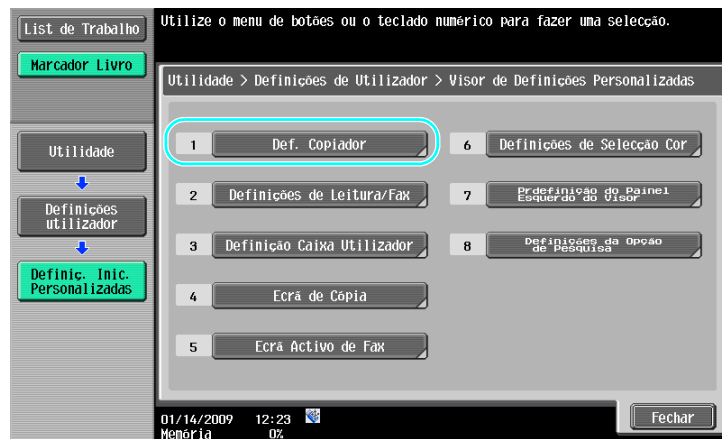 List de Trabalho
Utilize o menu de botões ou o teclado numérico para fazer uma selecção.
Marcador Livro
Utilidade > Definições de Utilizador > Visor de Definições Personalizadas
Utilidade
Definições
utilizador
Definiç. Inic.
Personalizadas
1 Def. Copiador
2 Definições de Leitura/Fax
3 Definição Caixa Utilizador
4 Ecrã de Cópia
5 Ecrã Activo de Fax
6 Definições de Selecção Cor
7 Prdefinição do Painel
Esquerdo do Visor
8 Definições da Opção
de Pesquisa
01/14/2009 12:23
Memória 0%
Fechar